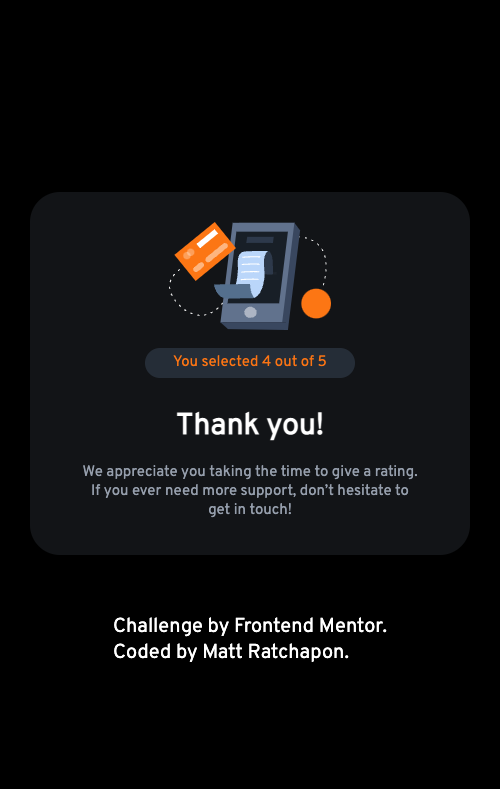 You selected 4 out of 5
Thank you!
We appreciate you taking the time to give a rating.
If you ever need more support, don’t hesitate to
get in touch!
Challenge by Frontend Mentor.
Coded by Matt Ratchapon.